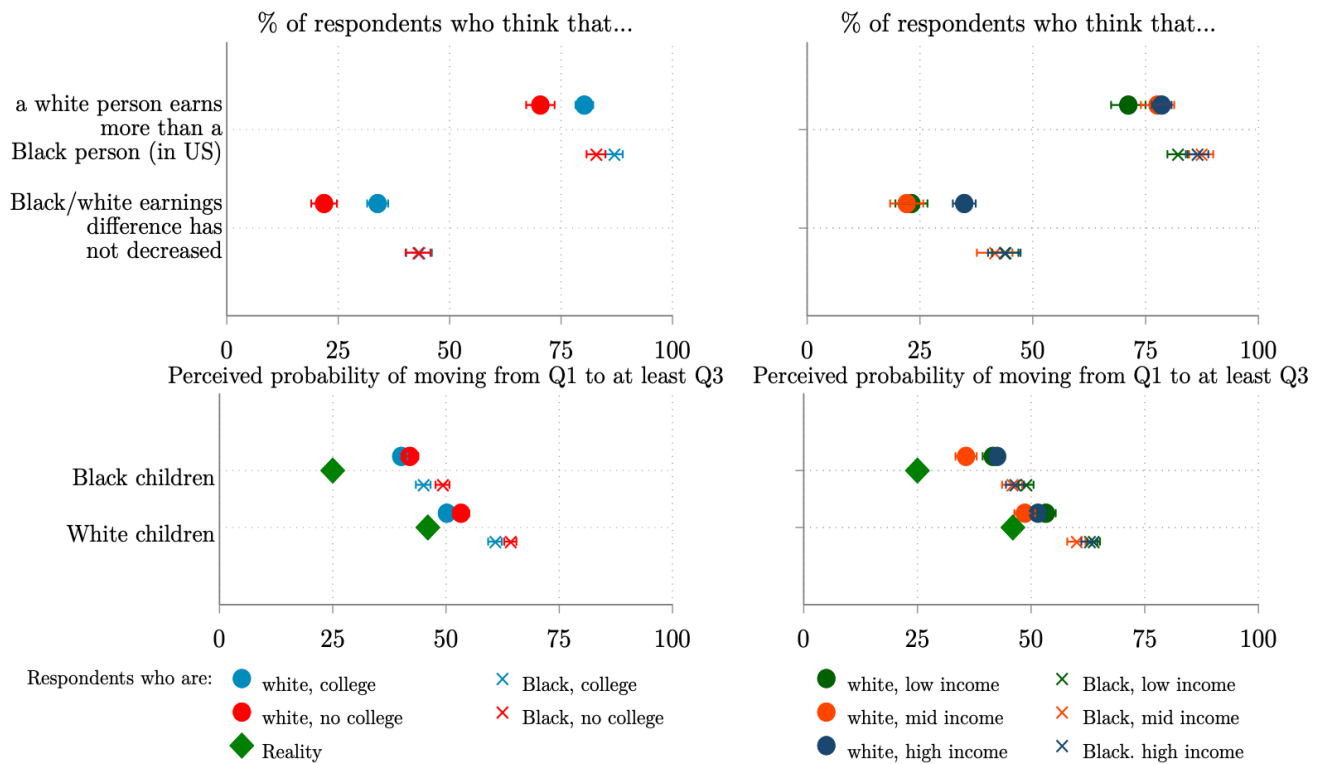 % of respondents who think that...
% of respondents who think that...
a white person earns
more than a
Black person (in US)
Black/white earnings
difference has
not decreased
0 25 50 75 100
0 25 50 75 100
Perceived probability of moving from Q1 to at least Q3
Perceived probability of moving from Q1 to at least Q3
Black children
White children
0 25 50 75 100
0 25 50 75 100
Respondents who are:
white, college
Black, college
white, no college
Black, no college
Reality
white, low income
Black, low income
white, mid income
Black, mid income
white, high income
Black. high income